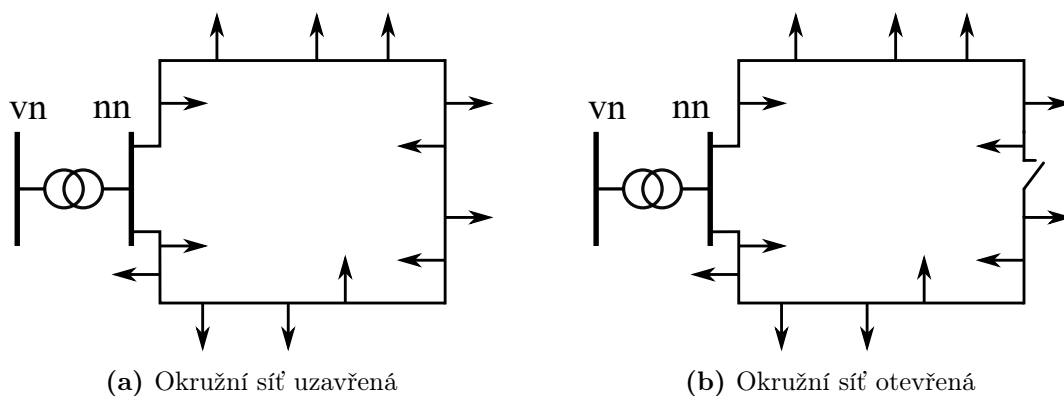 vn nn
vn nn
(a) Okružní síť uzavřená
(b) Okružní síť otevřená